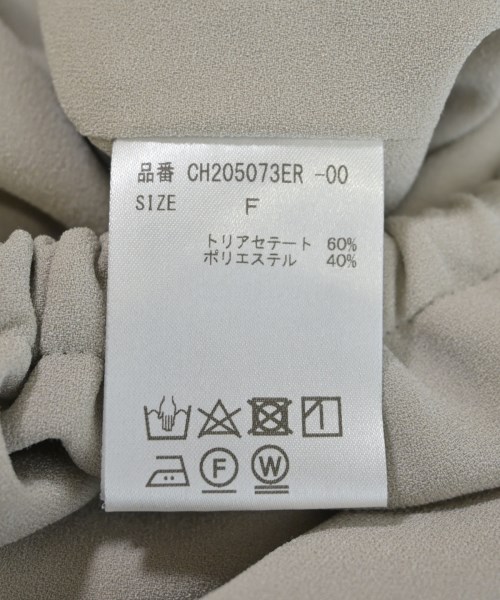 品番 CH205073ER -00
SIZE F
トリアセテート 60%
ポリエステル 40%
F W